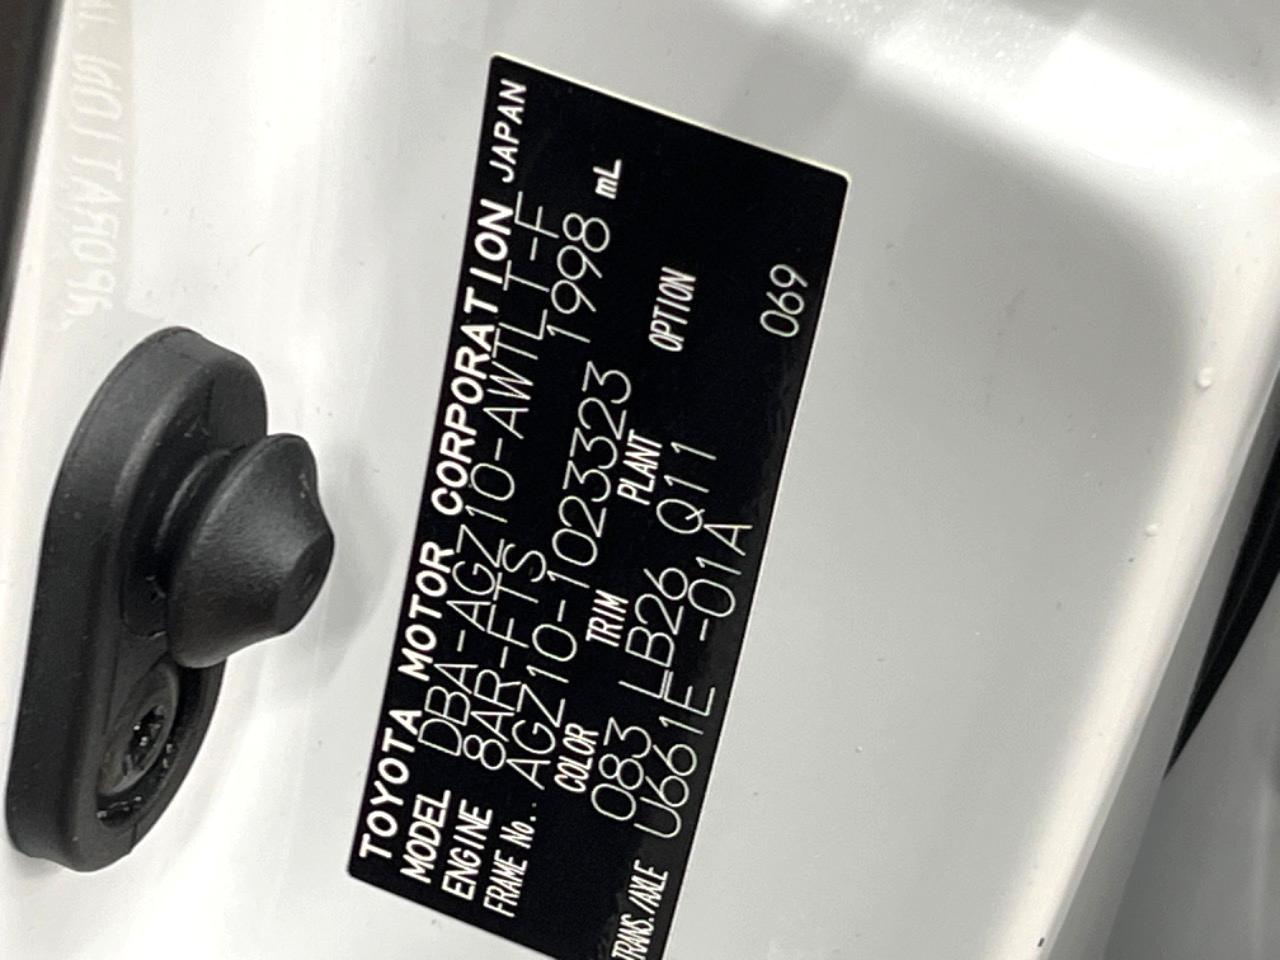 TOYOTA MOTOR CORPORATION JAPAN
MODEL DBA-AGZ10-AWTLT-F
ENGINE 8AR-FTS 1998 mL
FRAME No.. AGZ10-1023323
COLOR TRIM PLANT OPTION
083 LB26 Q11
TRANS./AXLE U661E -01A 069